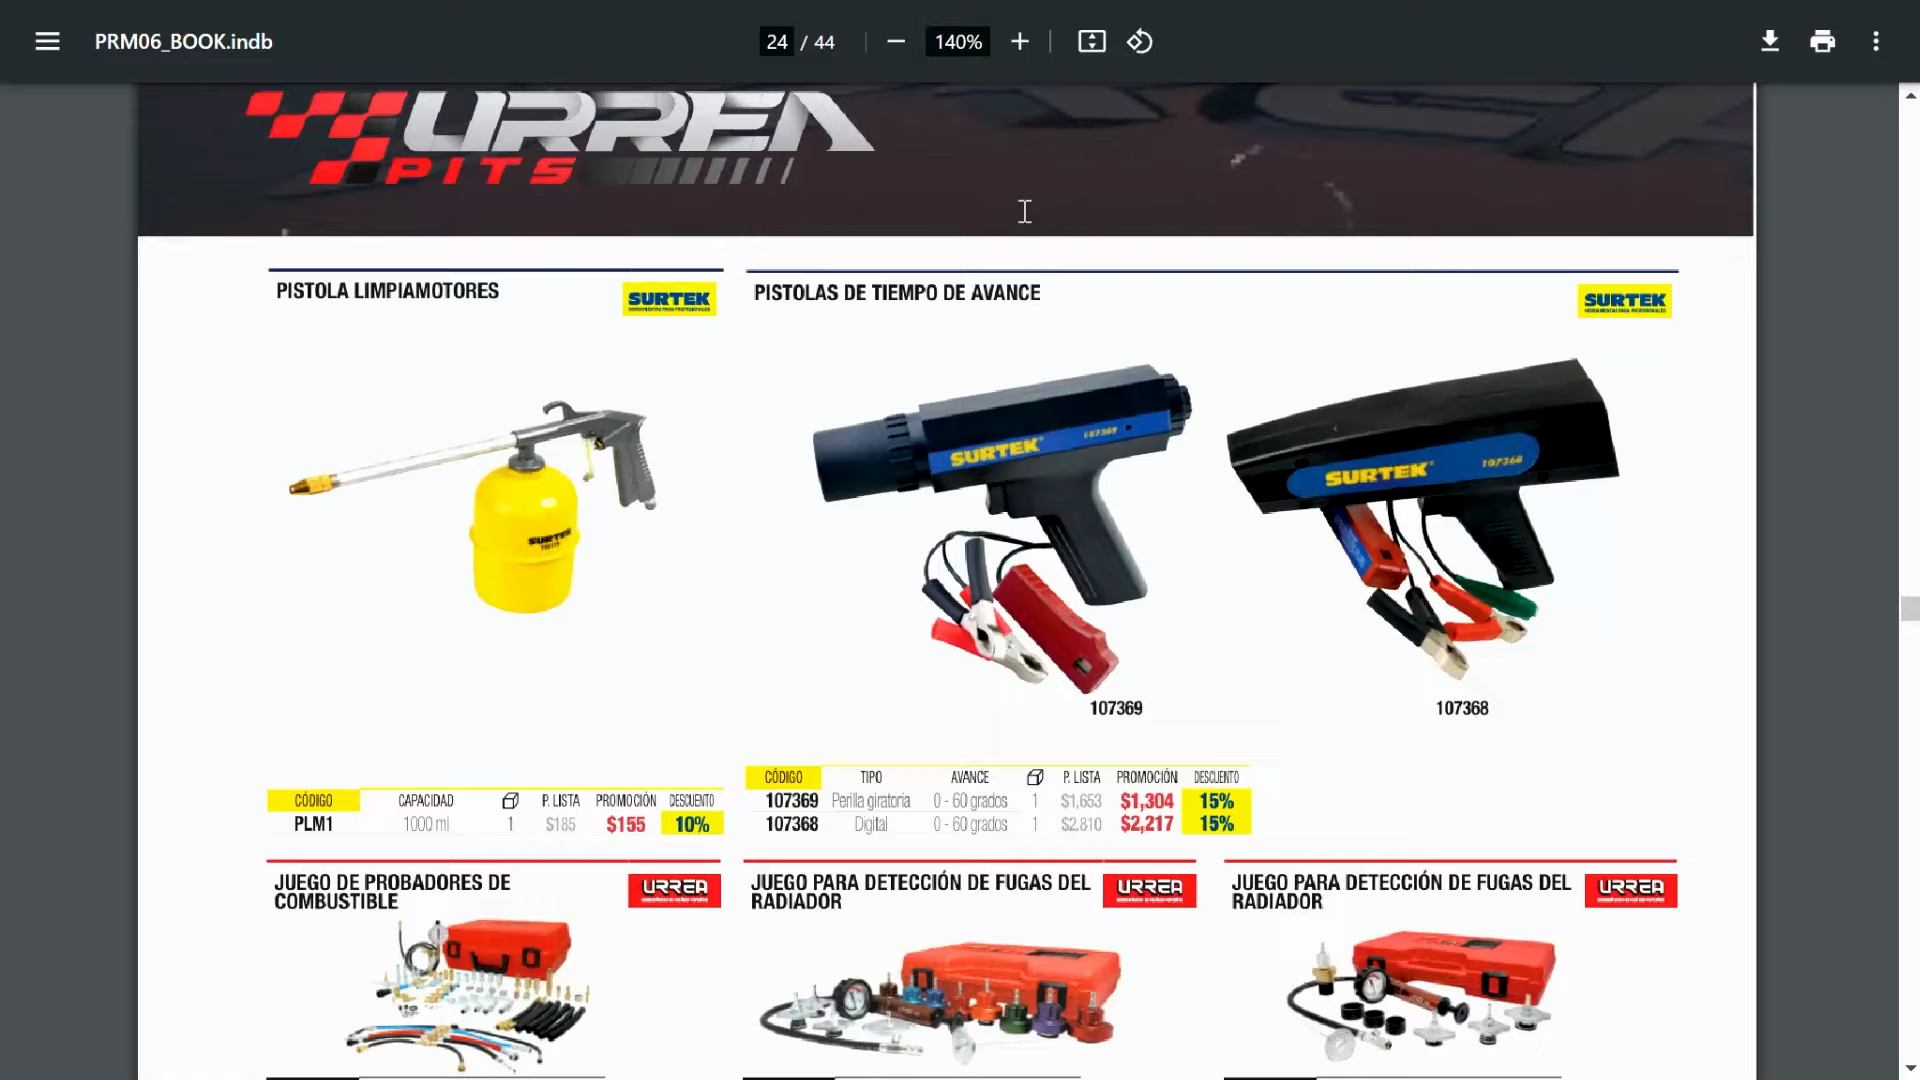 PRM06_BOOK.indb
24 / 44
140%
URREA
PITS
PISTOLA LIMPIAMOTORES
SURTEK
PISTOLAS DE TIEMPO DE AVANCE
SURTEK
SURTEK
SURTEK 107369
SURTEK 107368
107369
107368
CÓDIGO CAPACIDAD P. LISTA PROMOCIÓN DESCUENTO
PLM1 1000 ml 1 $185 $155 10%
CÓDIGO TIPO AVANCE P. LISTA PROMOCIÓN DESCUENTO
107369 Perilla giratoria 0 - 60 grados 1 $1,653 $1,304 15%
107368 Digital 0 - 60 grados 1 $2,810 $2,217 15%
JUEGO DE PROBADORES DE
COMBUSTIBLE
URREA
JUEGO PARA DETECCIÓN DE FUGAS DEL
RADIADOR
URREA
JUEGO PARA DETECCIÓN DE FUGAS DEL
RADIADOR
URREA